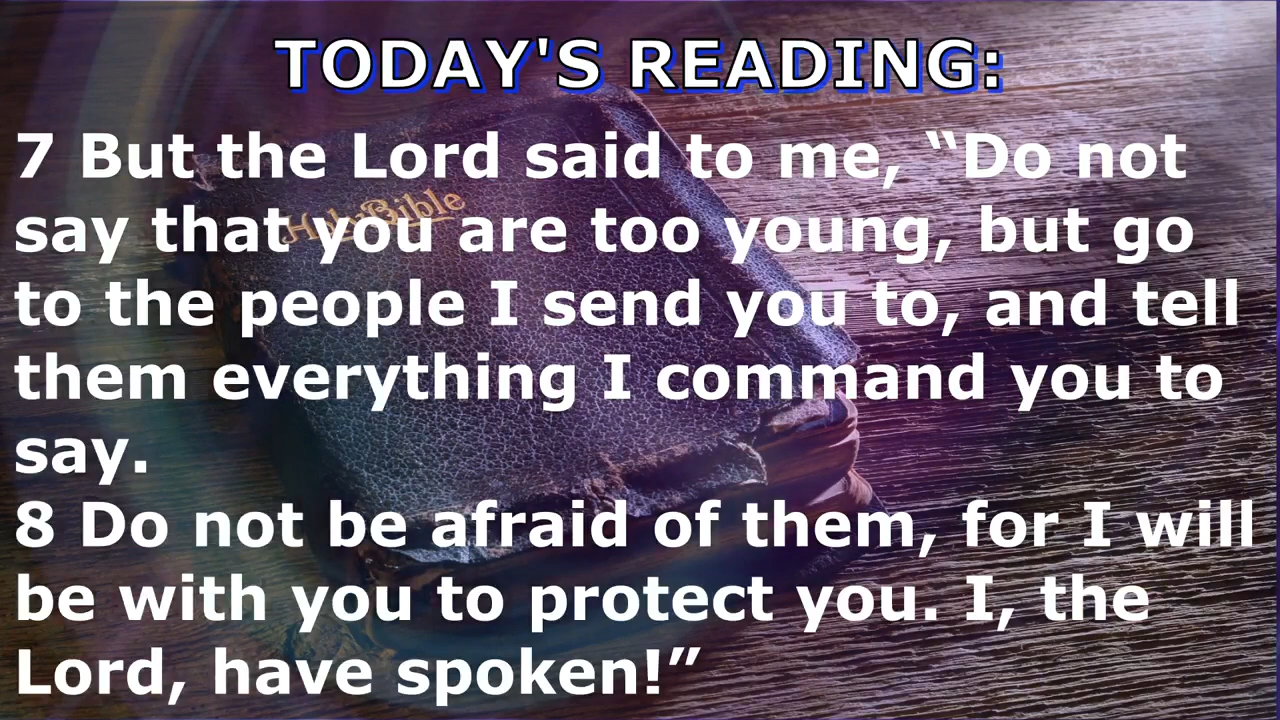 TODAY'S READING:
Holy Bible
7 But the Lord said to me, “Do not
say that you are too young, but go
to the people I send you to, and tell
them everything I command you to
say.
8 Do not be afraid of them, for I will
be with you to protect you. I, the
Lord, have spoken!”